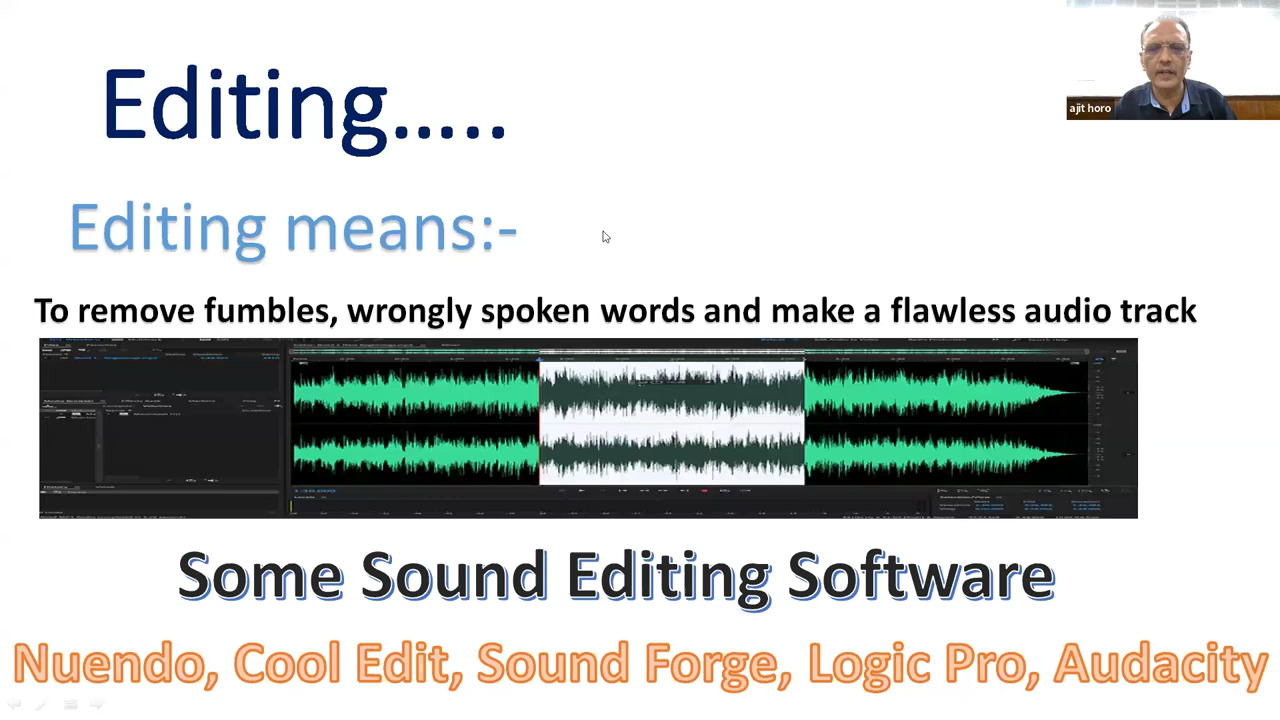 Editing.....
ajit horo
Editing means:-
To remove fumbles, wrongly spoken words and make a flawless audio track
Some Sound Editing Software
Nuendo, Cool Edit, Sound Forge, Logic Pro, Audacity